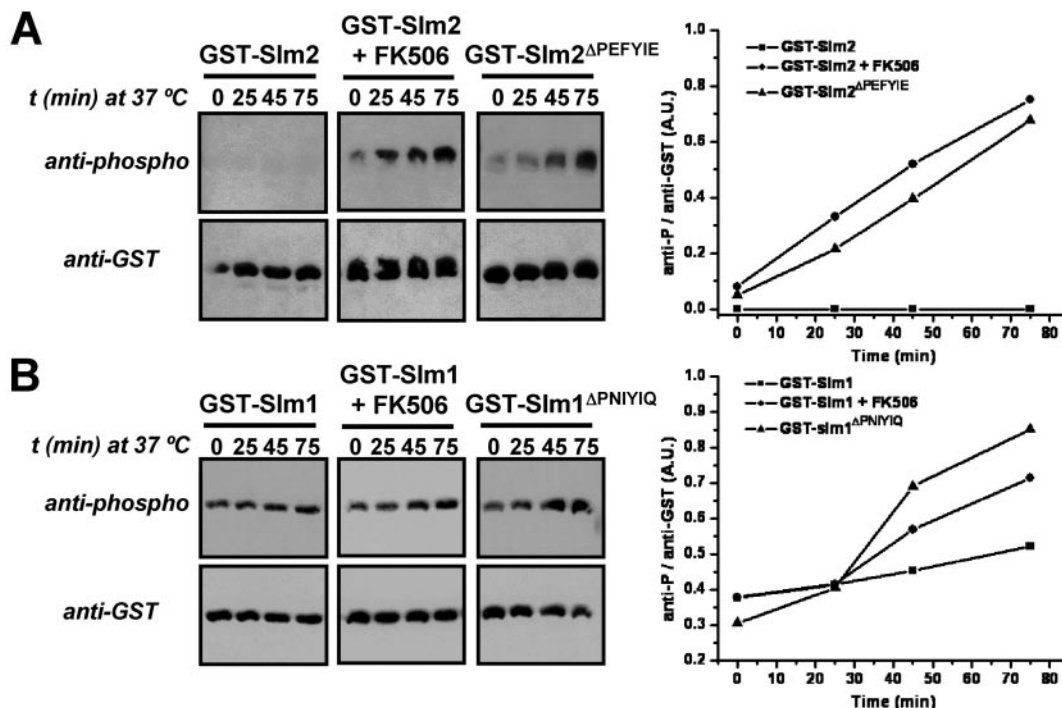 A
GST-Slm2
GST-Slm2 + FK506
GST-Slm2ΔPEFYIE
t (min) at 37 ºC
0 25 45 75
0 25 45 75
0 25 45 75
anti-phospho
anti-GST
GST-Slm2
GST-Slm2 + FK506
GST-Slm2ΔPEFYIE
anti-P / anti-GST (A.U.)
1.0
0.8
0.6
0.4
0.2
0.0
0 10 20 30 40 50 60 70 80
Time (min)
B
GST-Slm1
GST-Slm1 + FK506
GST-Slm1ΔPNIYIQ
t (min) at 37 ºC
0 25 45 75
0 25 45 75
0 25 45 75
anti-phospho
anti-GST
GST-Slm1
GST-Slm1 + FK506
GST-slm1ΔPNIYIQ
anti-P / anti-GST (A.U.)
1.0
0.9
0.8
0.7
0.6
0.5
0.4
0.3
0.2
0 10 20 30 40 50 60 70 80
Time (min)